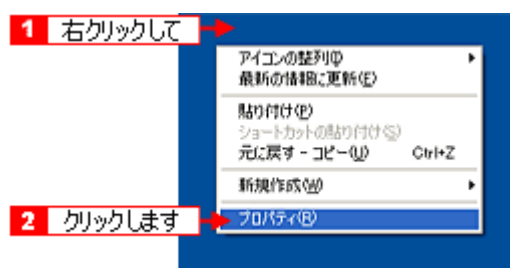 1 右クリックして
アイコンの整列(I)
最新の情報に更新(E)
貼り付け(P)
ショートカットの貼り付け(S)
元に戻す - コピー(U) Ctrl+Z
新規作成(W)
2 クリックします
プロパティ(R)